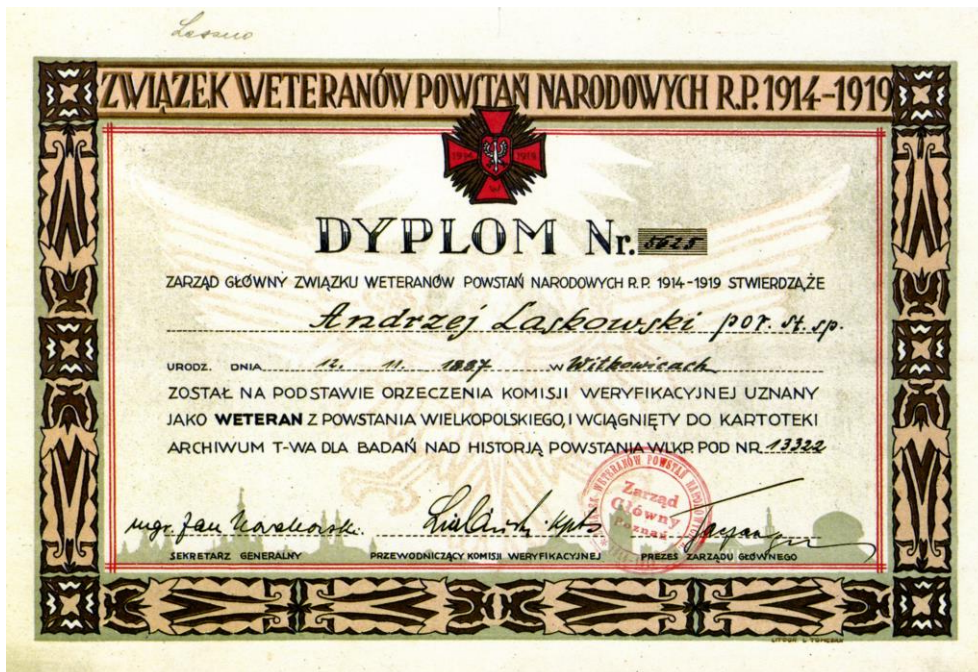 Leszno
ZWIĄZEK WETERANÓW POWSTAŃ NARODOWYCH R.P. 1914-1919
1914 1919
DYPLOM Nr. 5625
ZARZĄD GŁÓWNY ZWIĄZKU WETERANÓW POWSTAŃ NARODOWYCH R.P. 1914-1919 STWIERDZA, ŻE
Andrzej Laskowski por. st. sp.
URODZ. DNIA 12. 11. 1887 w Witkowicach
ZOSTAŁ NA PODSTAWIE ORZECZENIA KOMISJI WERYFIKACYJNEJ UZNANY
JAKO WETERAN Z POWSTANIA WIELKOPOLSKIEGO, I WCIĄGNIĘTY DO KARTOTEKI
ARCHIWUM T-WA DLA BADAŃ NAD HISTORJĄ POWSTANIA WLKP. POD NR. 13322
Zarząd
Główny
Poznań
mgr. Jan kpt.
SEKRETARZ GENERALNY PRZEWODNICZĄCY KOMISJI WERYFIKACYJNEJ PREZES ZARZĄDU GŁÓWNEGO